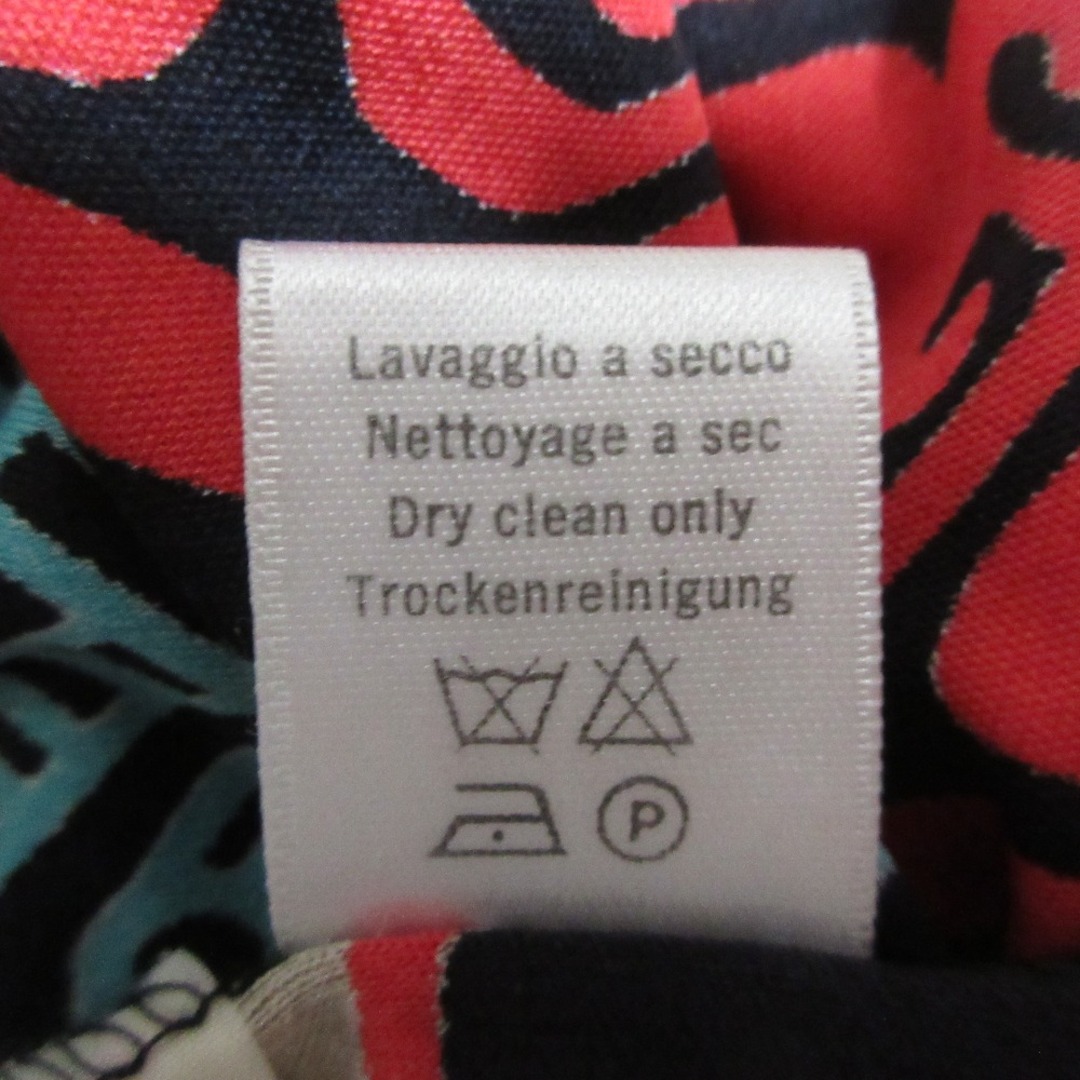 Lavaggio a secco
Nettoyage a sec
Dry clean only
Trockenreinigung
P